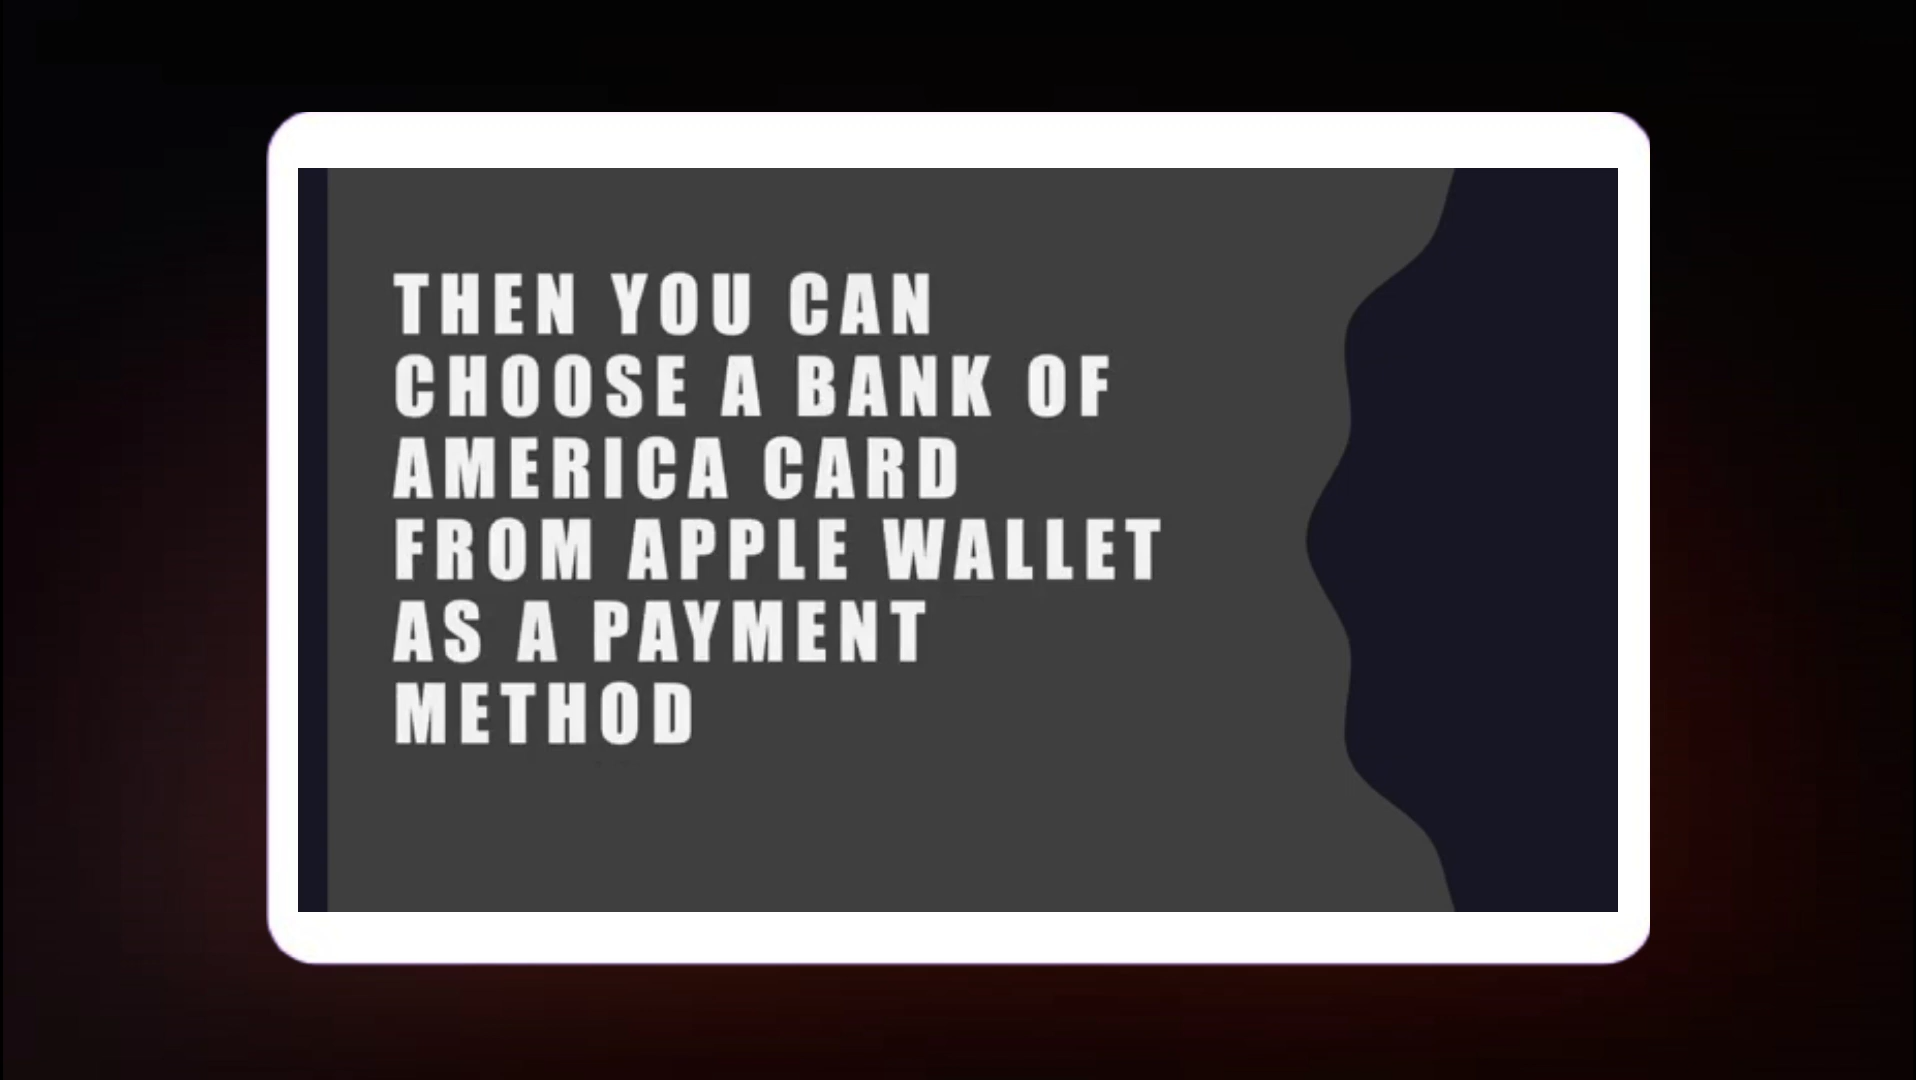 THEN YOU CAN
CHOOSE A BANK OF
AMERICA CARD
FROM APPLE WALLET
AS A PAYMENT
METHOD